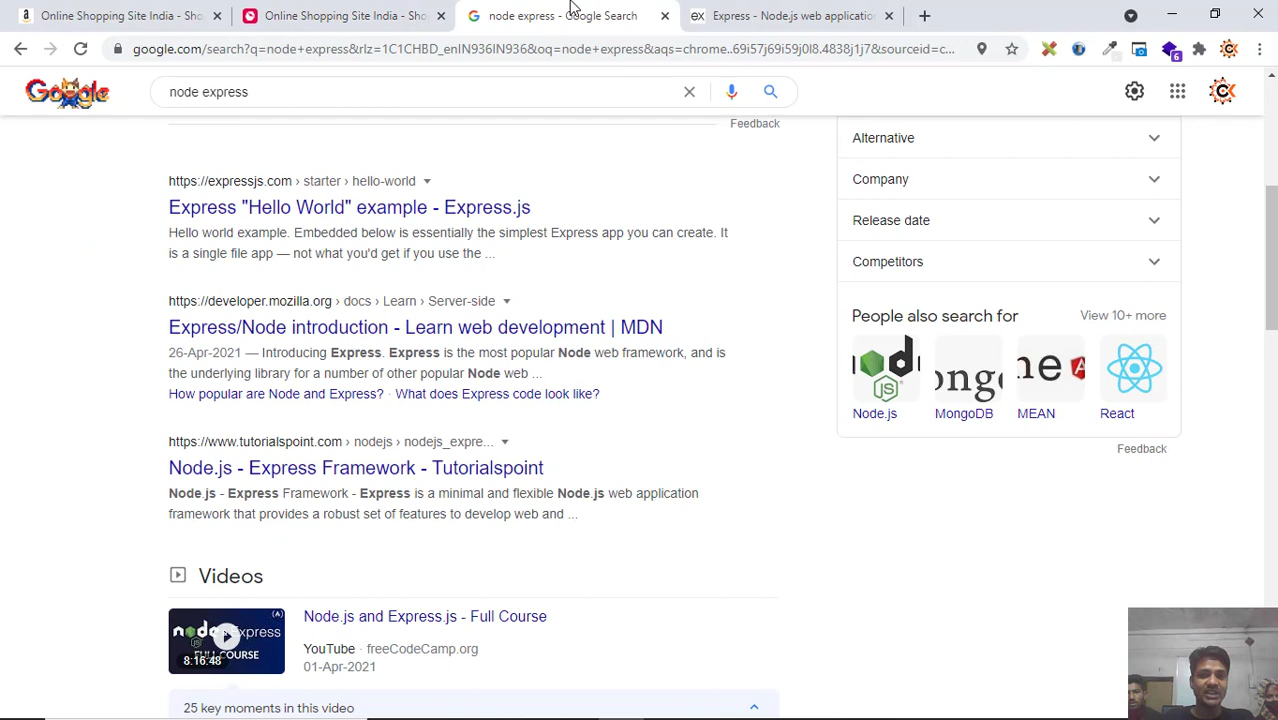 Online Shopping Site India - Sho
Online Shopping Site India - Sho
node express - Google Search
Express - Node.js web application
google.com/search?q=node+express&rlz=1C1CHBD_enIN936IN936&oq=node+express&aqs=chrome..69i57j69i59j0l8.4838j1j7&sourceid=c...
6
Google
node express
Feedback
https://expressjs.com › starter › hello-world
Express "Hello World" example - Express.js
Hello world example. Embedded below is essentially the simplest Express app you can create. It
is a single file app — not what you'd get if you use the ...
https://developer.mozilla.org › docs › Learn › Server-side
Express/Node introduction - Learn web development | MDN
26-Apr-2021 — Introducing Express. Express is the most popular Node web framework, and is
the underlying library for a number of other popular Node web ...
How popular are Node and Express? · What does Express code look like?
https://www.tutorialspoint.com › nodejs › nodejs_expre...
Node.js - Express Framework - Tutorialspoint
Node.js - Express Framework - Express is a minimal and flexible Node.js web application
framework that provides a robust set of features to develop web and ...
Videos
node express
FULL COURSE
8:16:48
Node.js and Express.js - Full Course
YouTube · freeCodeCamp.org
01-Apr-2021
25 key moments in this video
Alternative
Company
Release date
Competitors
People also search for
View 10+ more
Node.js
MongoDB
MEAN
React
Feedback